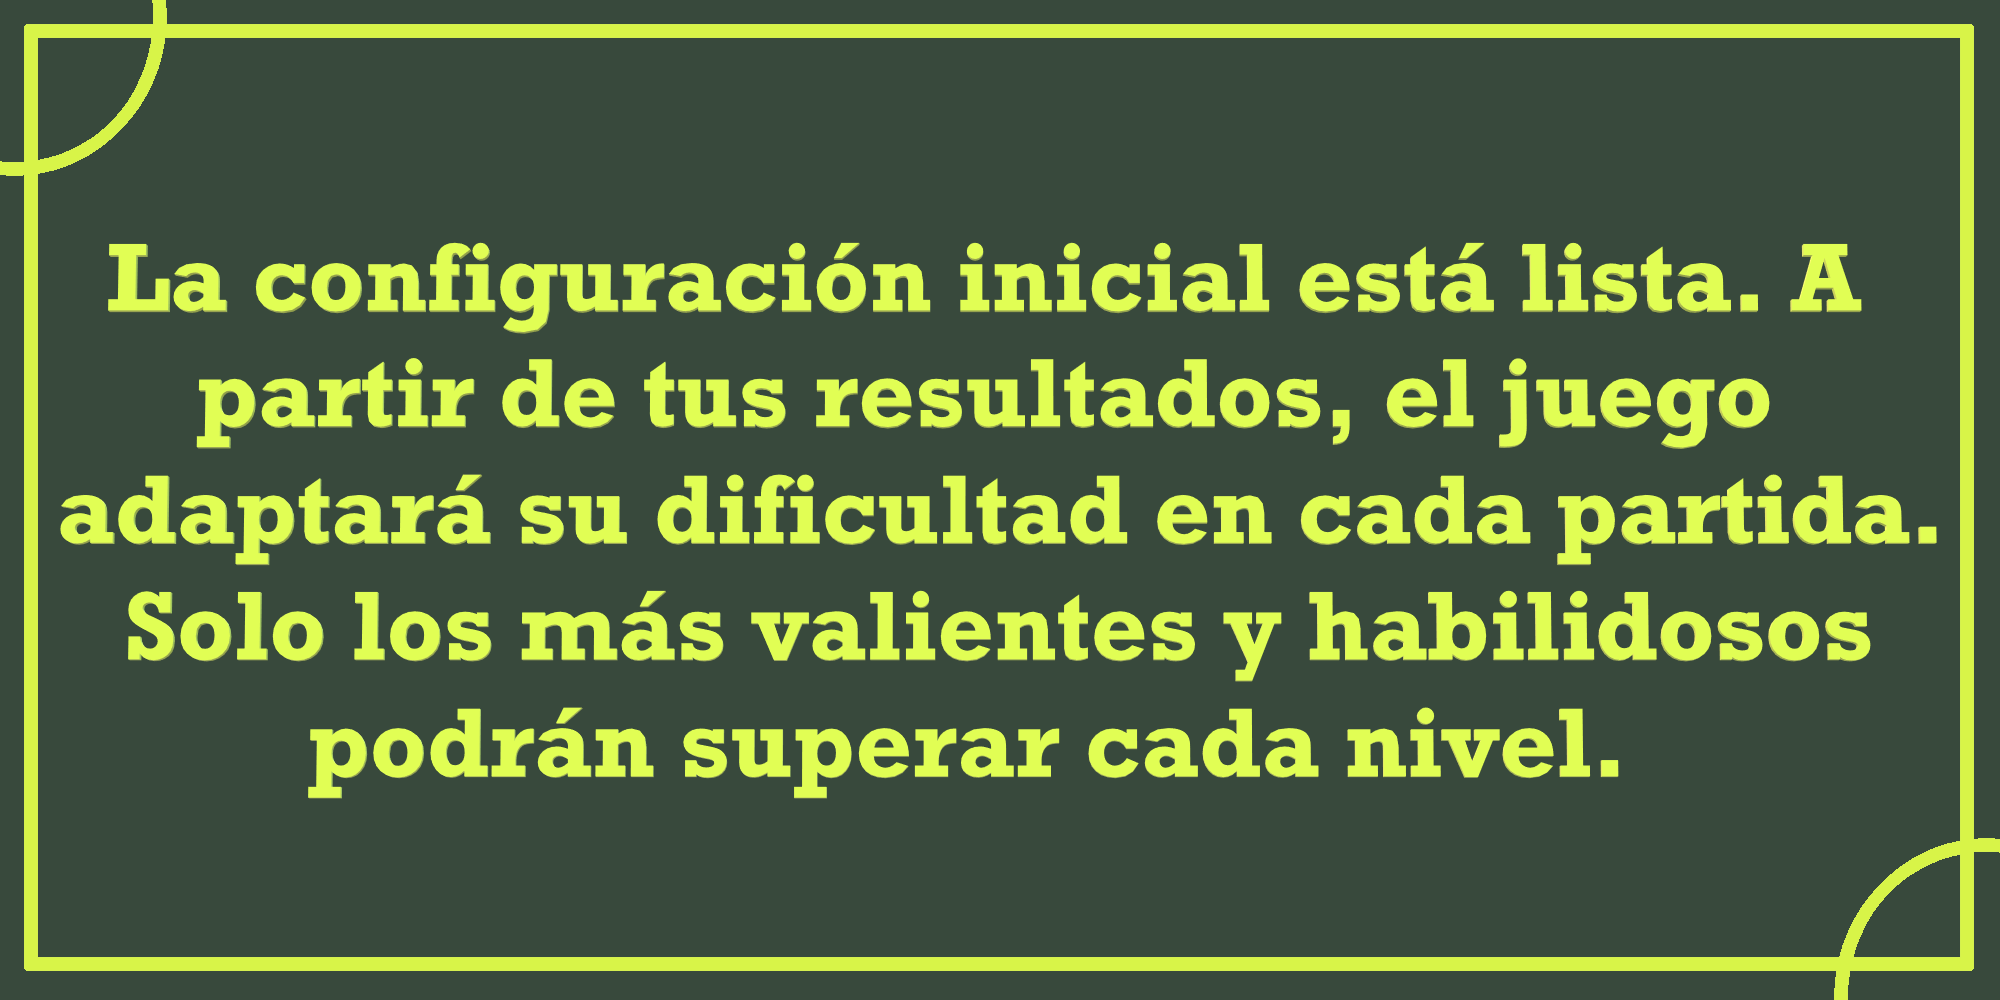 La configuración inicial está lista. A
partir de tus resultados, el juego
adaptará su dificultad en cada partida.
Solo los más valientes y habilidosos
podrán superar cada nivel.